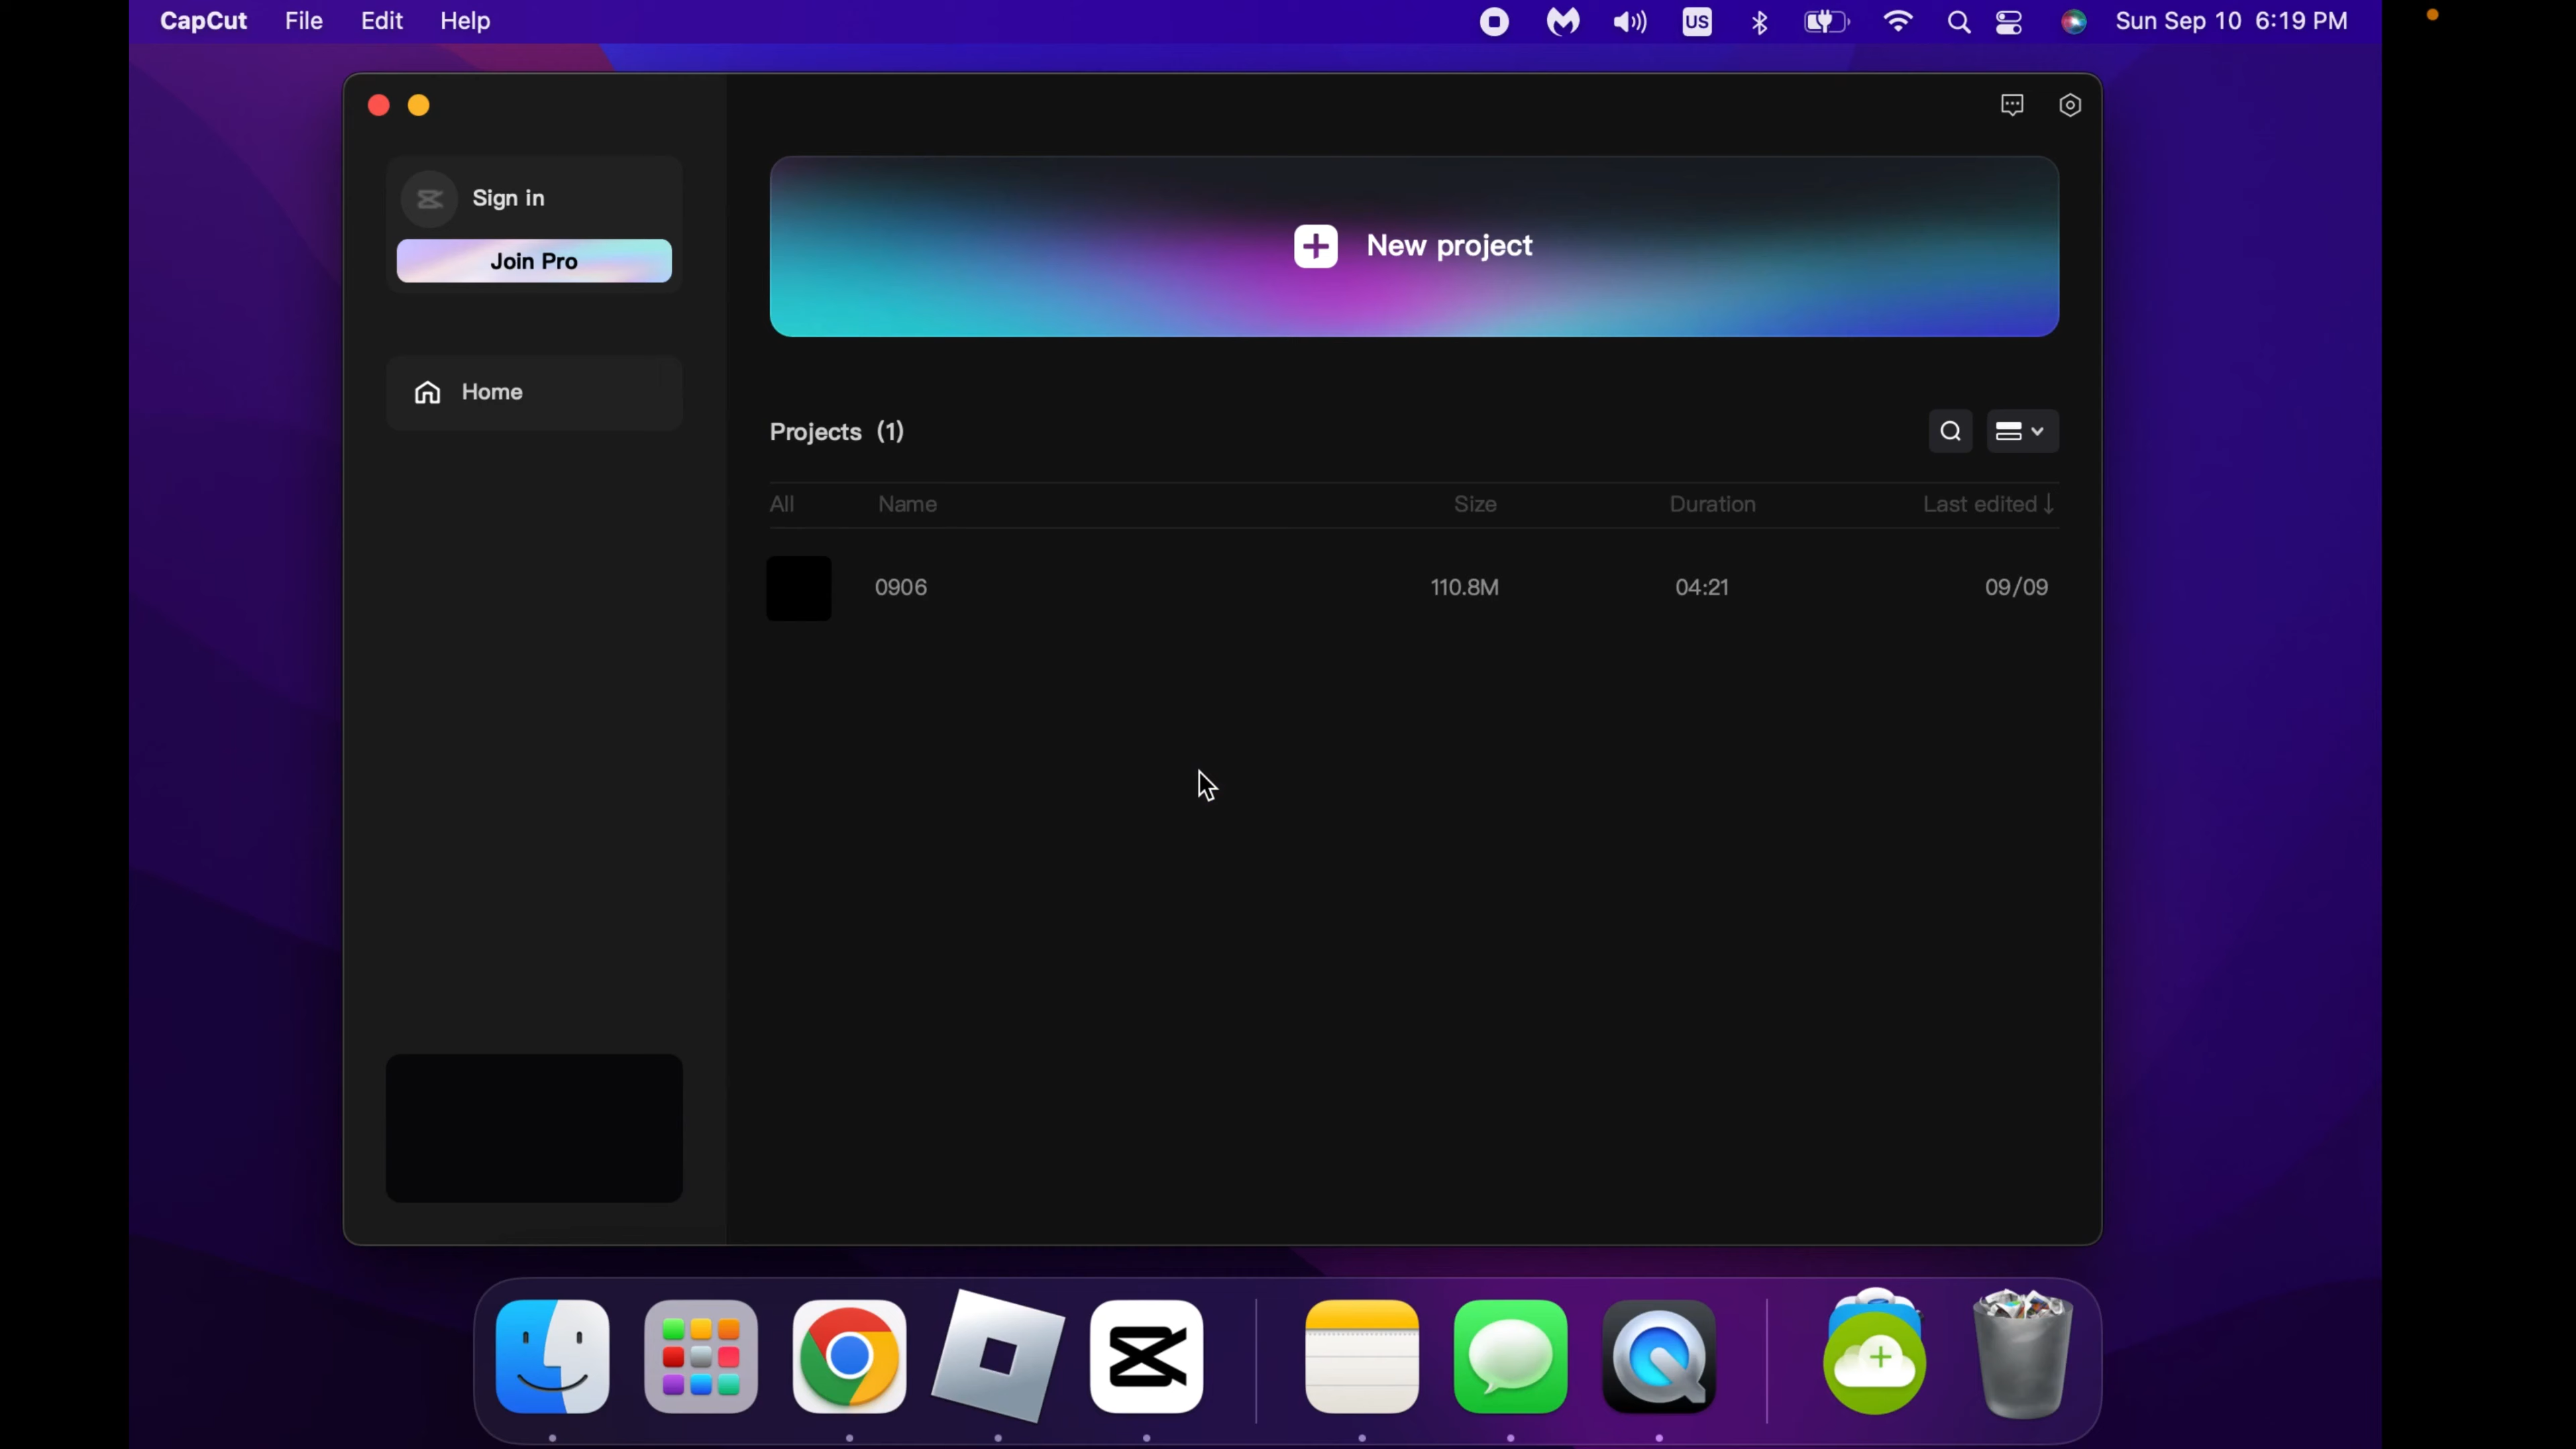 CapCut File Edit Help US Sun Sep 10 6:19 PM
Sign in
Join Pro
Home
New project
Projects (1)
All Name Size Duration Last edited ↓
0906 110.8M 04:21 09/09